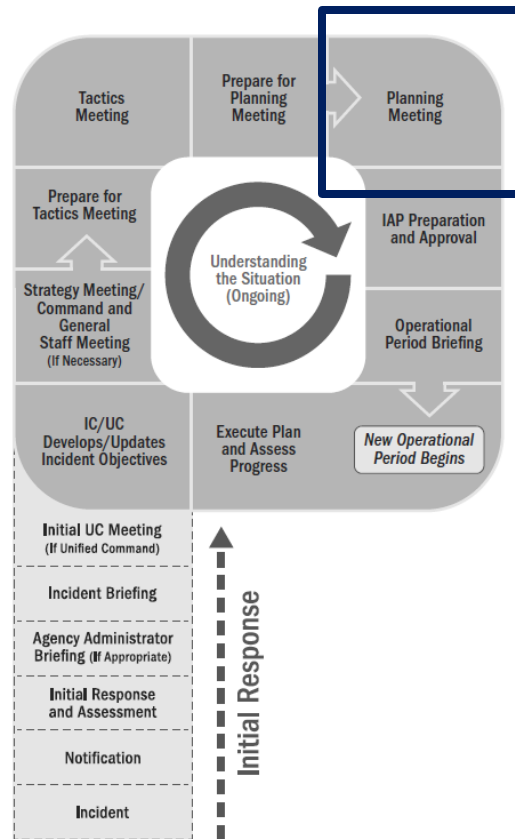 Tactics
Meeting
Prepare for
Planning
Meeting
Planning
Meeting
Prepare for
Tactics Meeting
Understanding
the Situation
(Ongoing)
IAP Preparation
and Approval
Strategy Meeting/
Command and
General
Staff Meeting
(If Necessary)
Operational
Period Briefing
IC/UC
Develops/Updates
Incident Objectives
Execute Plan
and Assess
Progress
New Operational
Period Begins
Initial UC Meeting
(If Unified Command)
Incident Briefing
Agency Administrator
Briefing (If Appropriate)
Initial Response
and Assessment
Notification
Incident
Initial Response